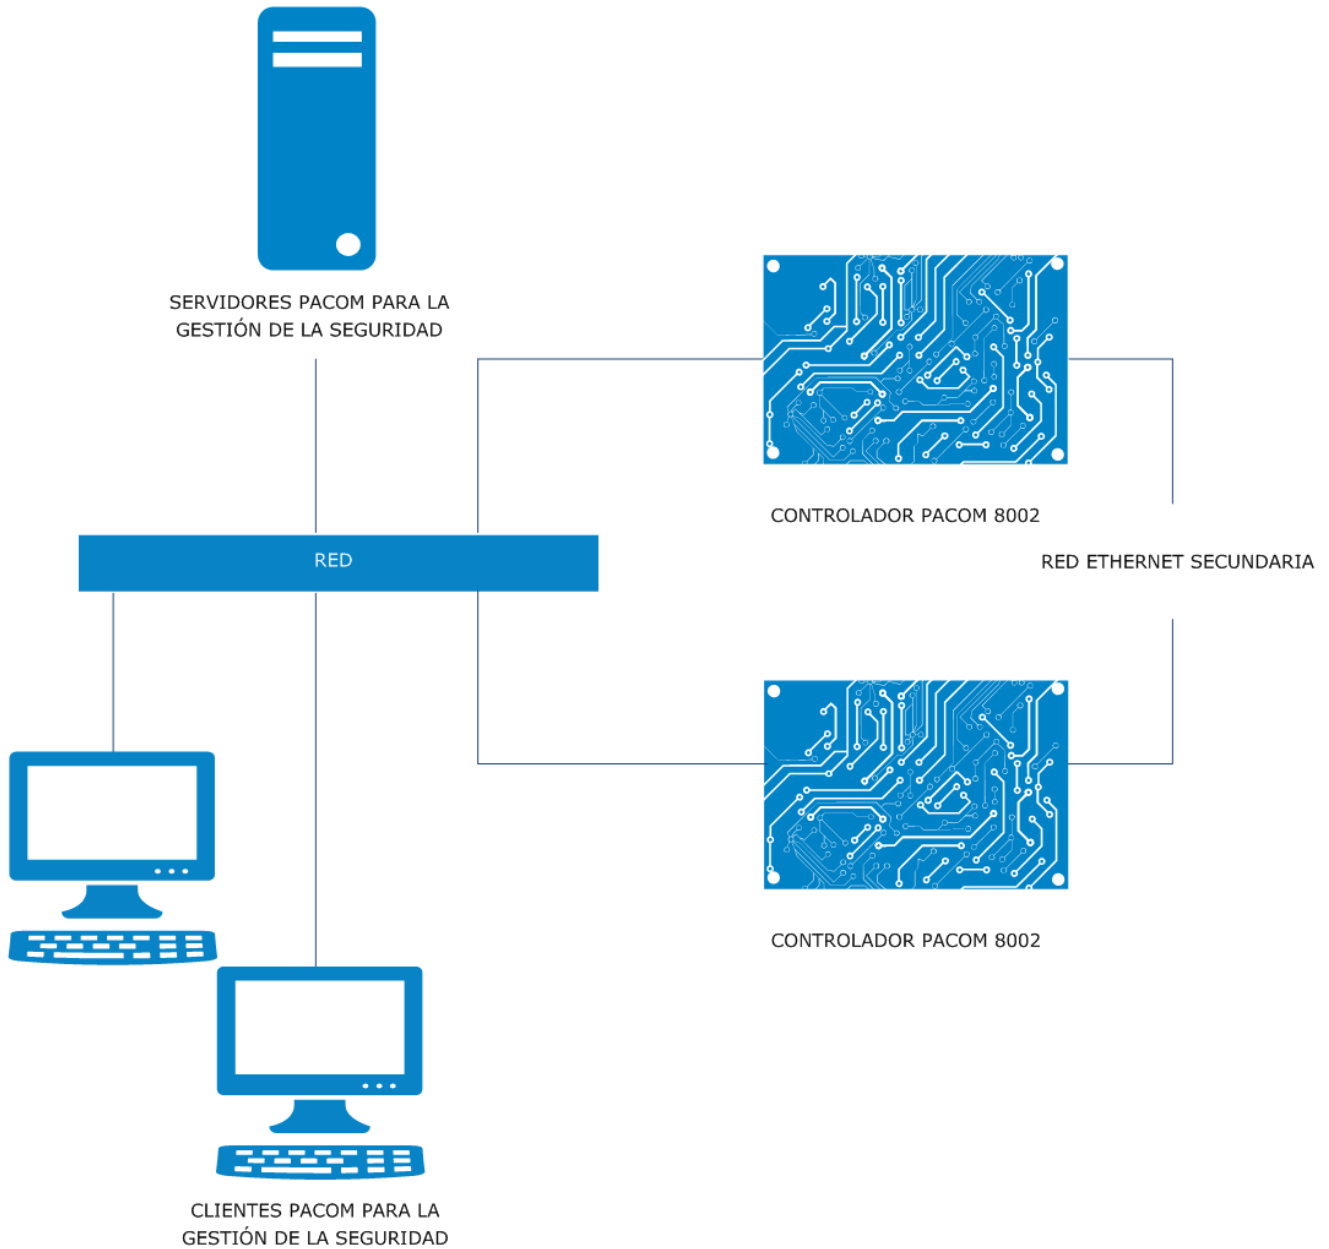 SERVIDORES PACOM PARA LA
GESTIÓN DE LA SEGURIDAD
CONTROLADOR PACOM 8002
RED
RED ETHERNET SECUNDARIA
CONTROLADOR PACOM 8002
CLIENTES PACOM PARA LA
GESTIÓN DE LA SEGURIDAD